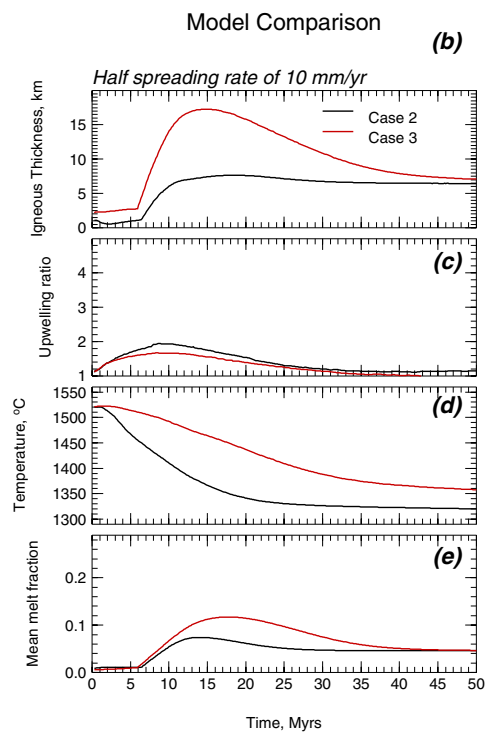 Model Comparison
(b)
Half spreading rate of 10 mm/yr
Igneous Thickness, km
15
10
5
0
Case 2
Case 3
(c)
Upwelling ratio
4
3
2
1
(d)
Temperature, ºC
1550
1500
1450
1400
1350
1300
(e)
Mean melt fraction
0.2
0.1
0.0
0 5 10 15 20 25 30 35 40 45 50
Time, Myrs